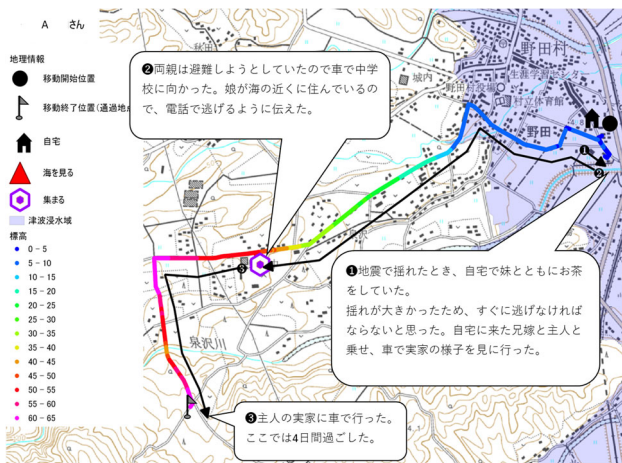 A さん
地理情報
移動開始位置
移動終了位置(通過地点
自宅
海を見る
集まる
津波浸水域
標高
0 - 5
5 - 10
10 - 15
15 - 20
20 - 25
25 - 30
30 - 35
35 - 40
40 - 45
45 - 50
50 - 55
55 - 60
60 - 65
❷両親は避難しようとしていたので車で中学
校に向かった。娘が海の近くに住んでいるの
で、電話で逃げるように伝えた。
秋田
城内
野田村
生涯学習センター
野田村役場
村立体育館
野田
❶
❷
❸
泉沢川
❶地震で揺れたとき、自宅で妹とともにお茶
をしていた。
揺れが大きかったため、すぐに逃げなければ
ならないと思った。自宅に来た兄嫁と主人と
乗せ、車で実家の様子を見に行った。
❸主人の実家に車で行った。
ここでは4日間過ごした。